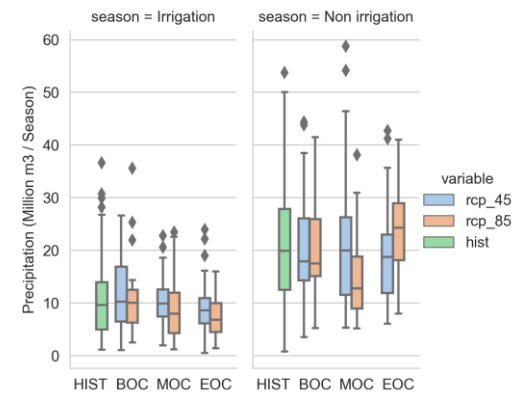 season = Irrigation season = Non irrigation
Precipitation (Million m3 / Season)
60
50
40
30
20
10
0
HIST BOC MOC EOC HIST BOC MOC EOC
variable
rcp_45
rcp_85
hist